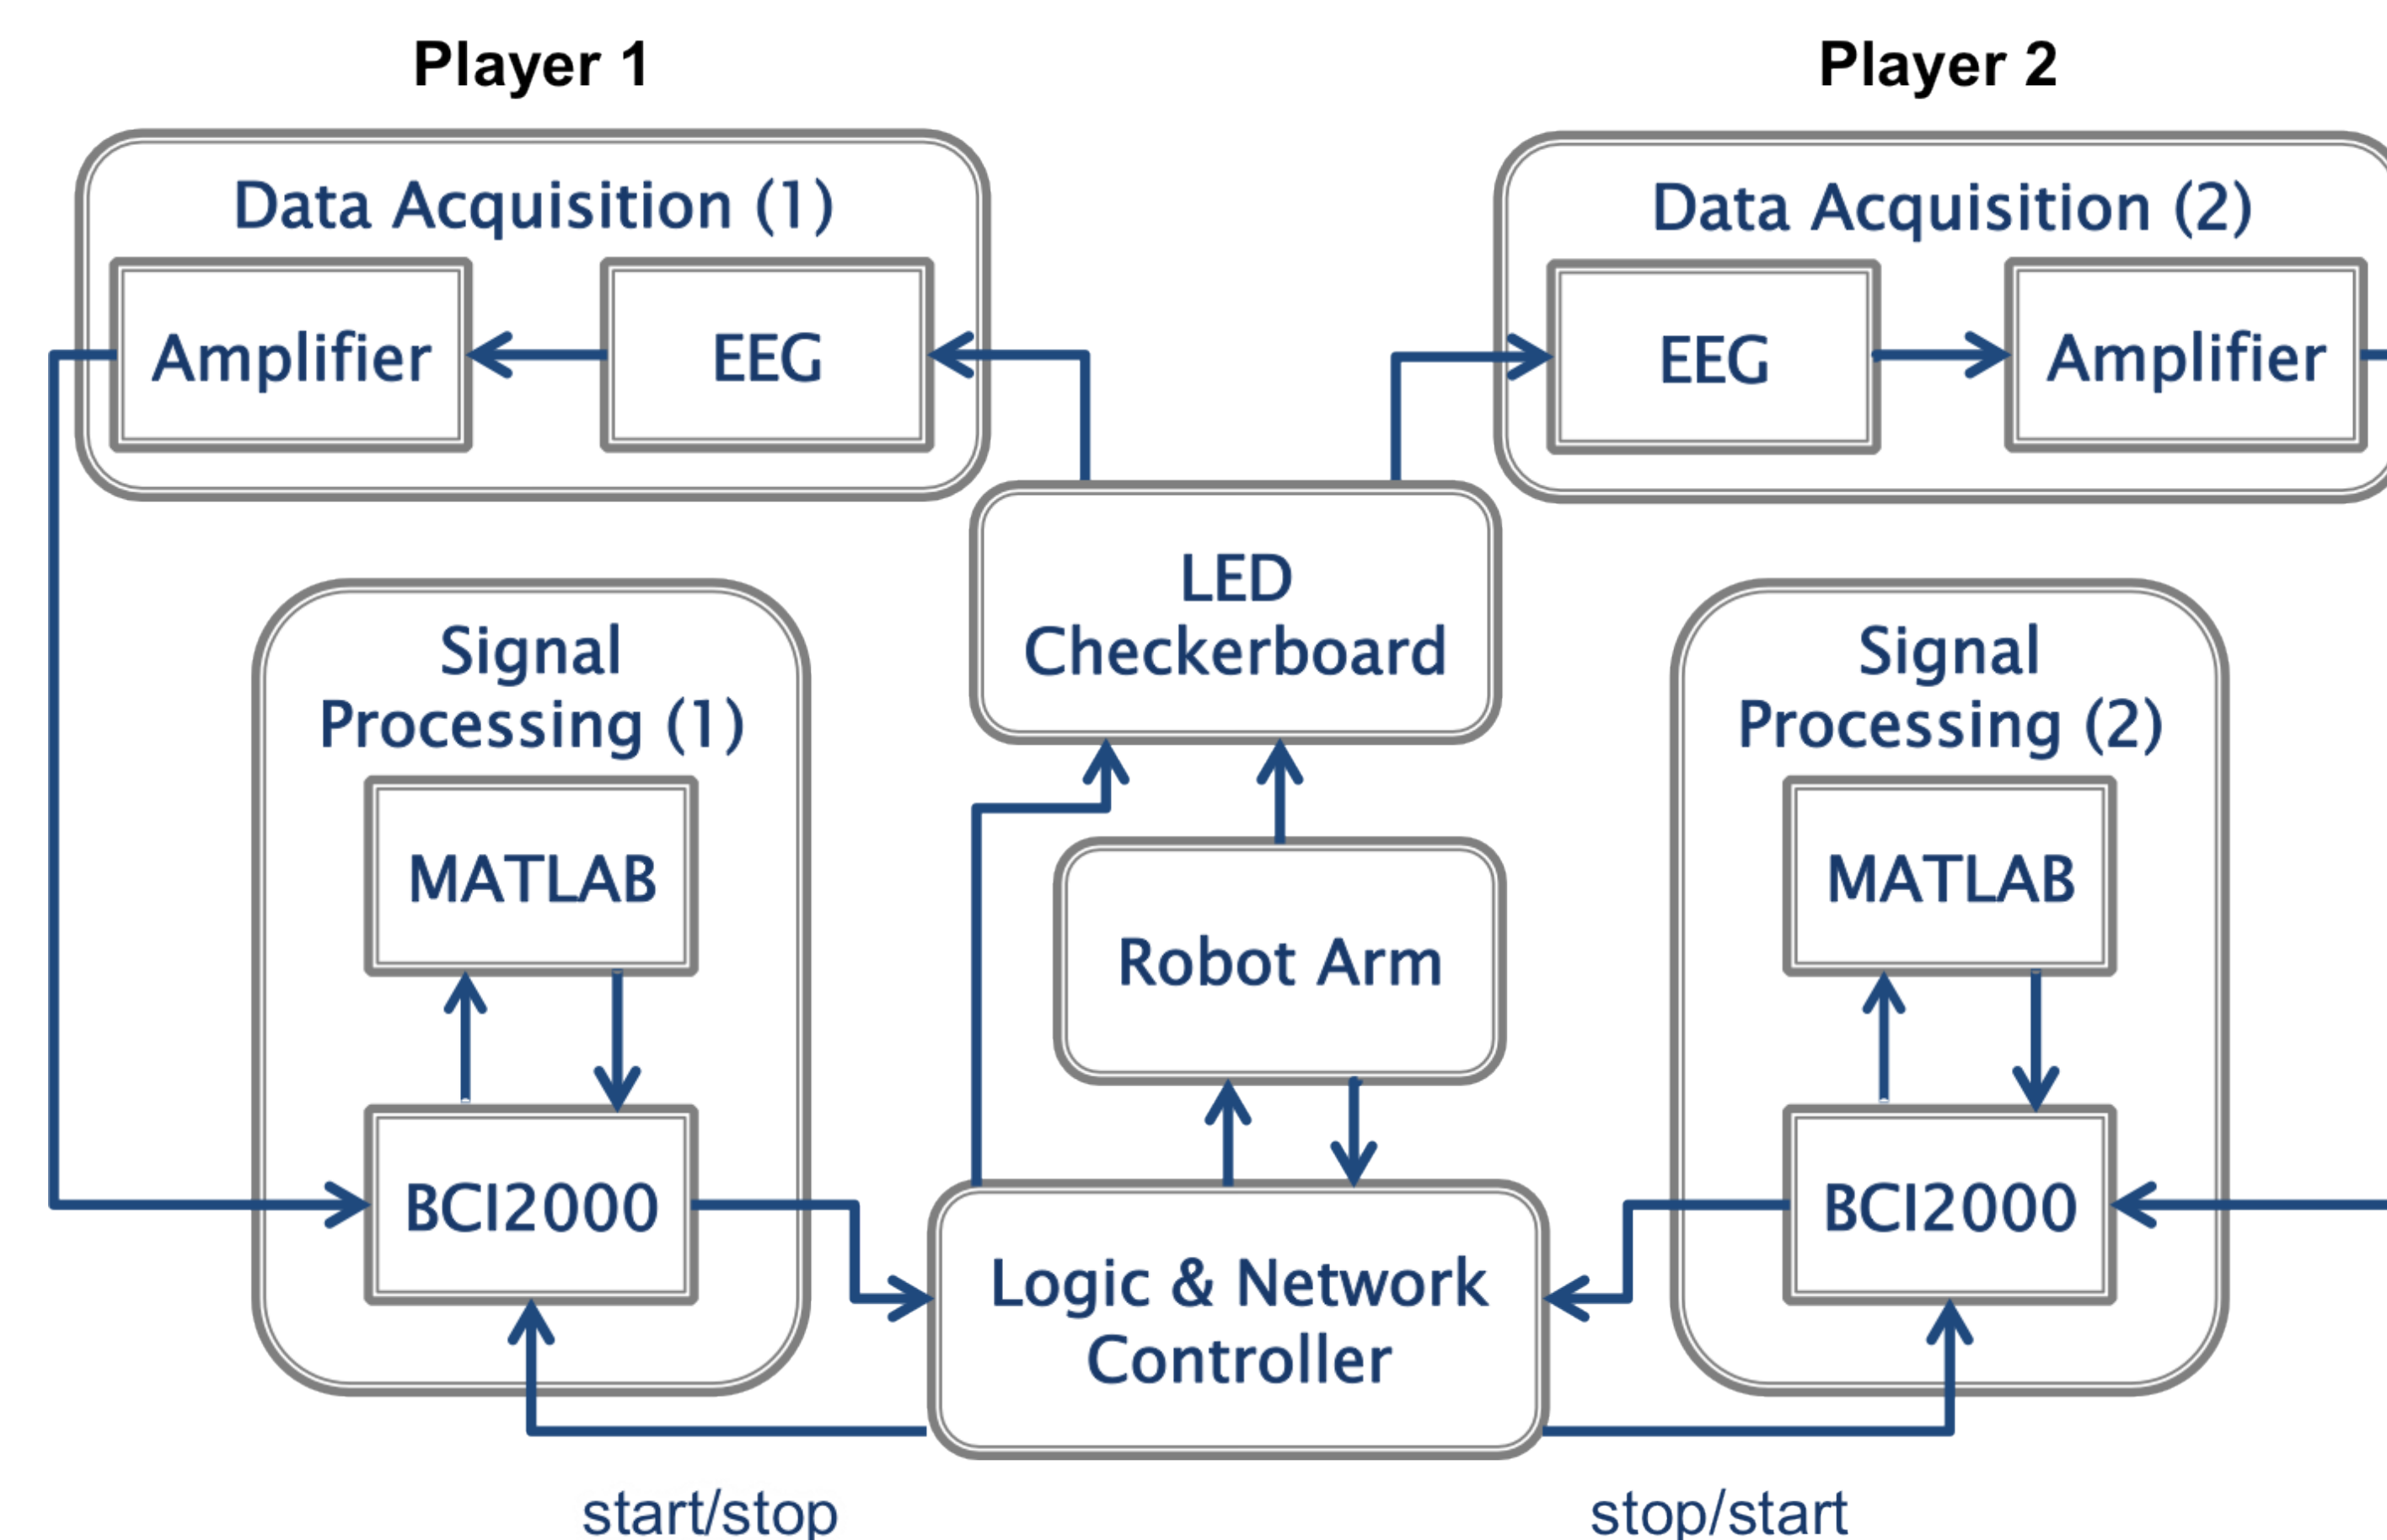 Player 1
Player 2
Data Acquisition (1)
Amplifier
EEG
Data Acquisition (2)
EEG
Amplifier
LED
Checkerboard
Signal
Processing (1)
MATLAB
BCI2000
Robot Arm
Logic & Network
Controller
Signal
Processing (2)
MATLAB
BCI2000
start/stop
stop/start